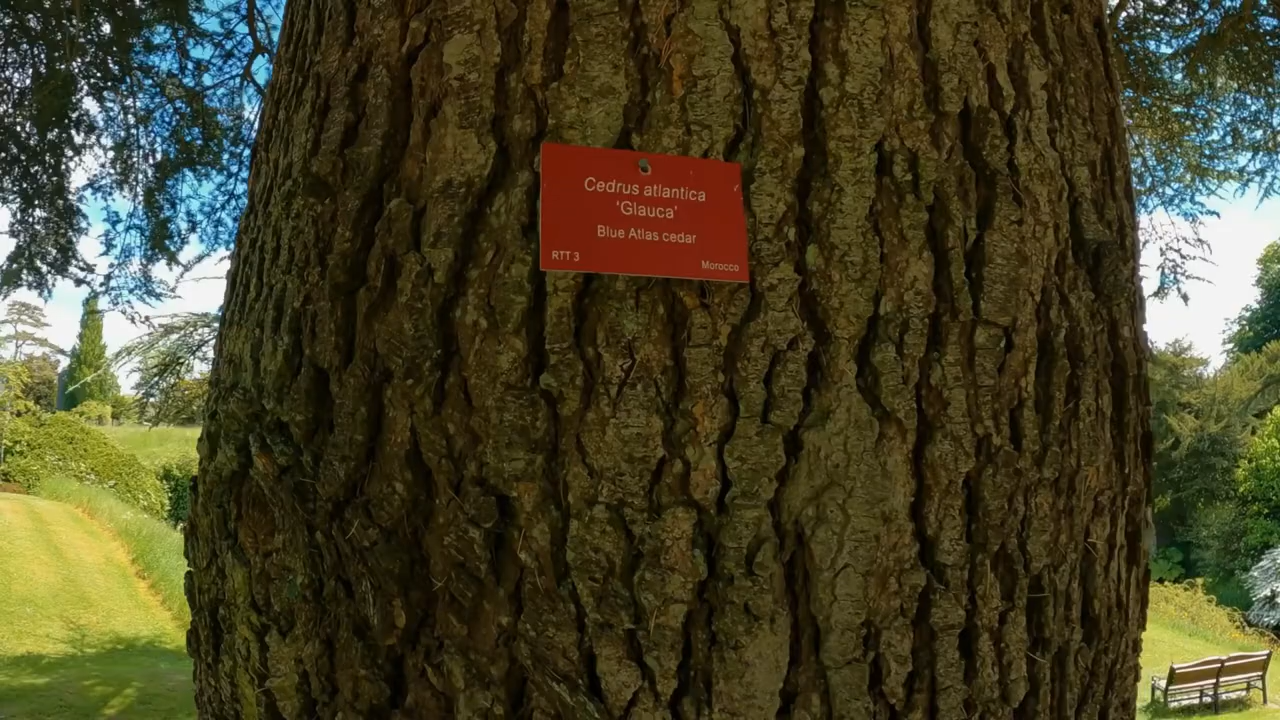 Cedrus atlantica
'Glauca'
Blue Atlas cedar
RTT 3
Morocco